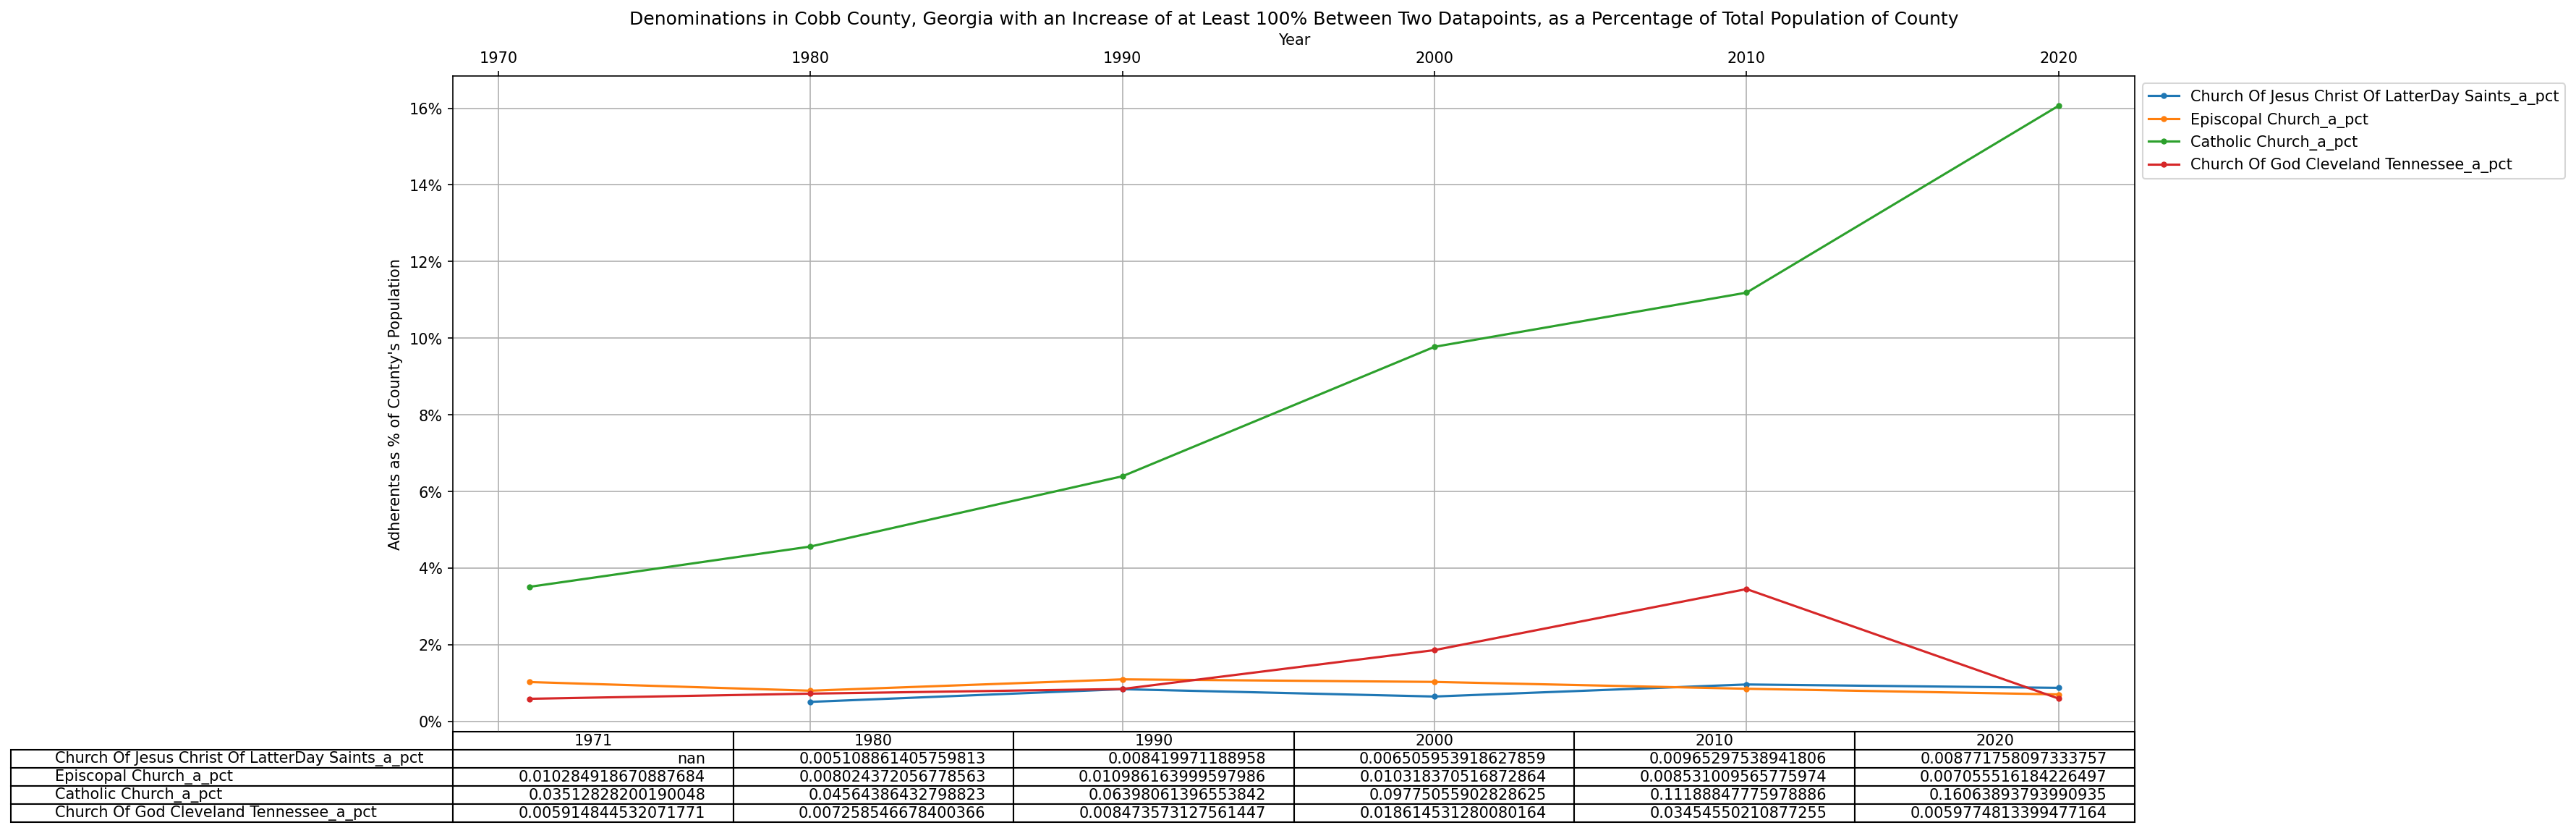 Denominations in Cobb County, Georgia with an Increase of at Least 100% Between Two Datapoints, as a Percentage of Total Population of County
Year
1970 1980 1990 2000 2010 2020
16%
14%
12%
10%
8%
6%
4%
2%
0%
Adherents as % of County's Population
Church Of Jesus Christ Of LatterDay Saints_a_pct
Episcopal Church_a_pct
Catholic Church_a_pct
Church Of God Cleveland Tennessee_a_pct
1971 1980 1990 2000 2010 2020
Church Of Jesus Christ Of LatterDay Saints_a_pct nan 0.005108861405759813 0.008419971188958 0.006505953918627859 0.00965297538941806 0.008771758097333757
Episcopal Church_a_pct 0.010284918670887684 0.008024372056778563 0.010986163999597986 0.010318370516872864 0.008531009565775974 0.007055516184226497
Catholic Church_a_pct 0.03512828200190048 0.04564386432798823 0.06398061396553842 0.09775055902828625 0.11188847775978886 0.16063893793990935
Church Of God Cleveland Tennessee_a_pct 0.005914844532071771 0.007258546678400366 0.008473573127561447 0.018614531280080164 0.03454550210877255 0.0059774813399477164